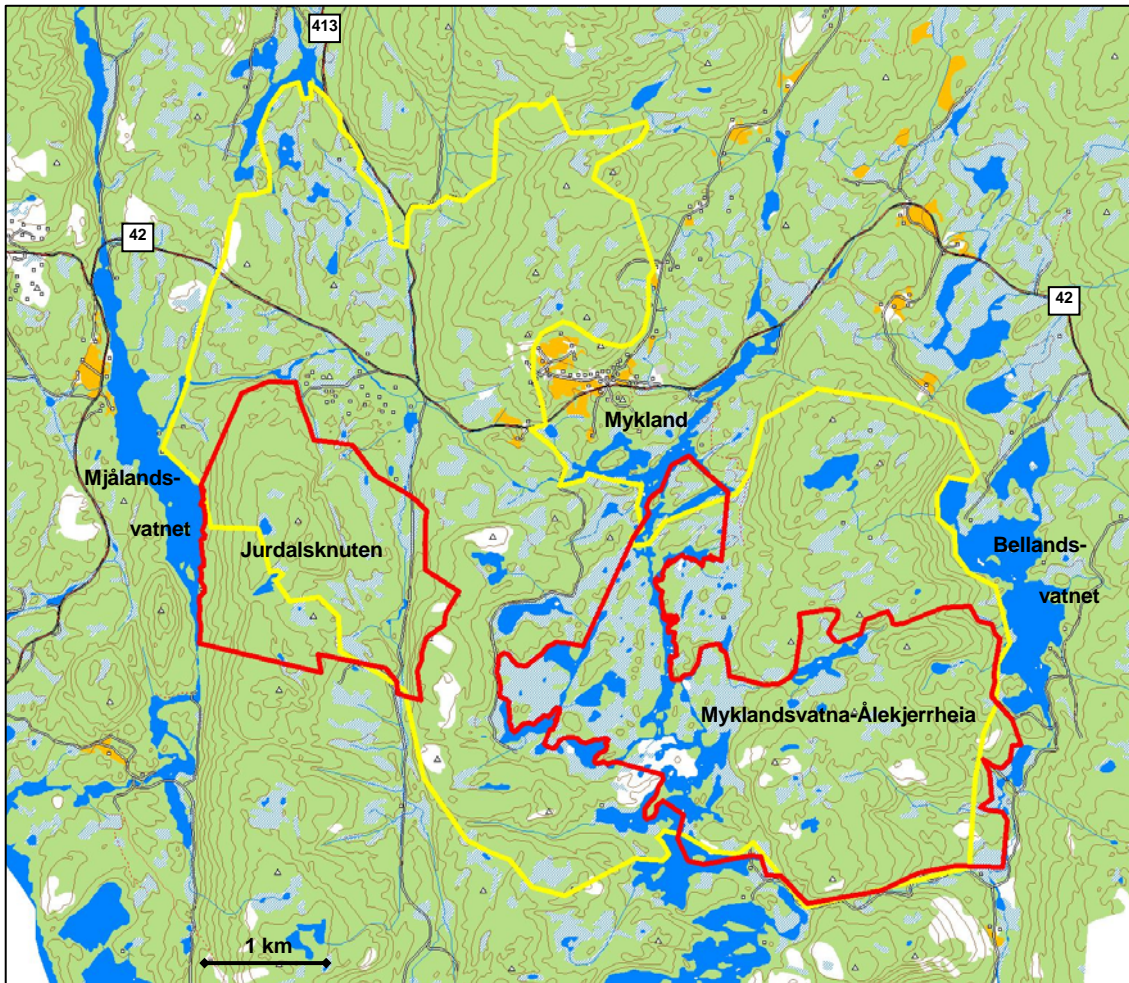 413
42
42
Mykland
Mjålands-
vatnet
Jurdalsknuten
Bellands-
vatnet
Myklandsvatna-Ålekjerrheia
1 km